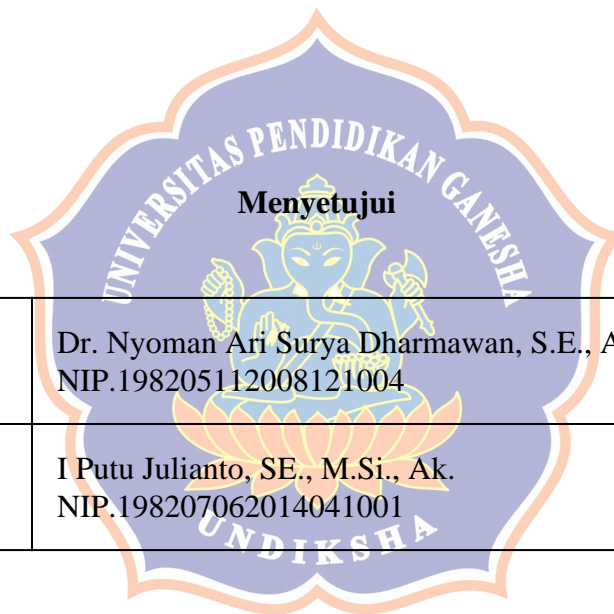 UNIVERSITAS PENDIDIKAN GANESHA
Menyetujui
Dr. Nyoman Ari Surya Dharmawan, S.E., A
NIP.198205112008121004
I Putu Julianto, SE., M.Si., Ak.
NIP.198207062014041001
UNDIKSHA